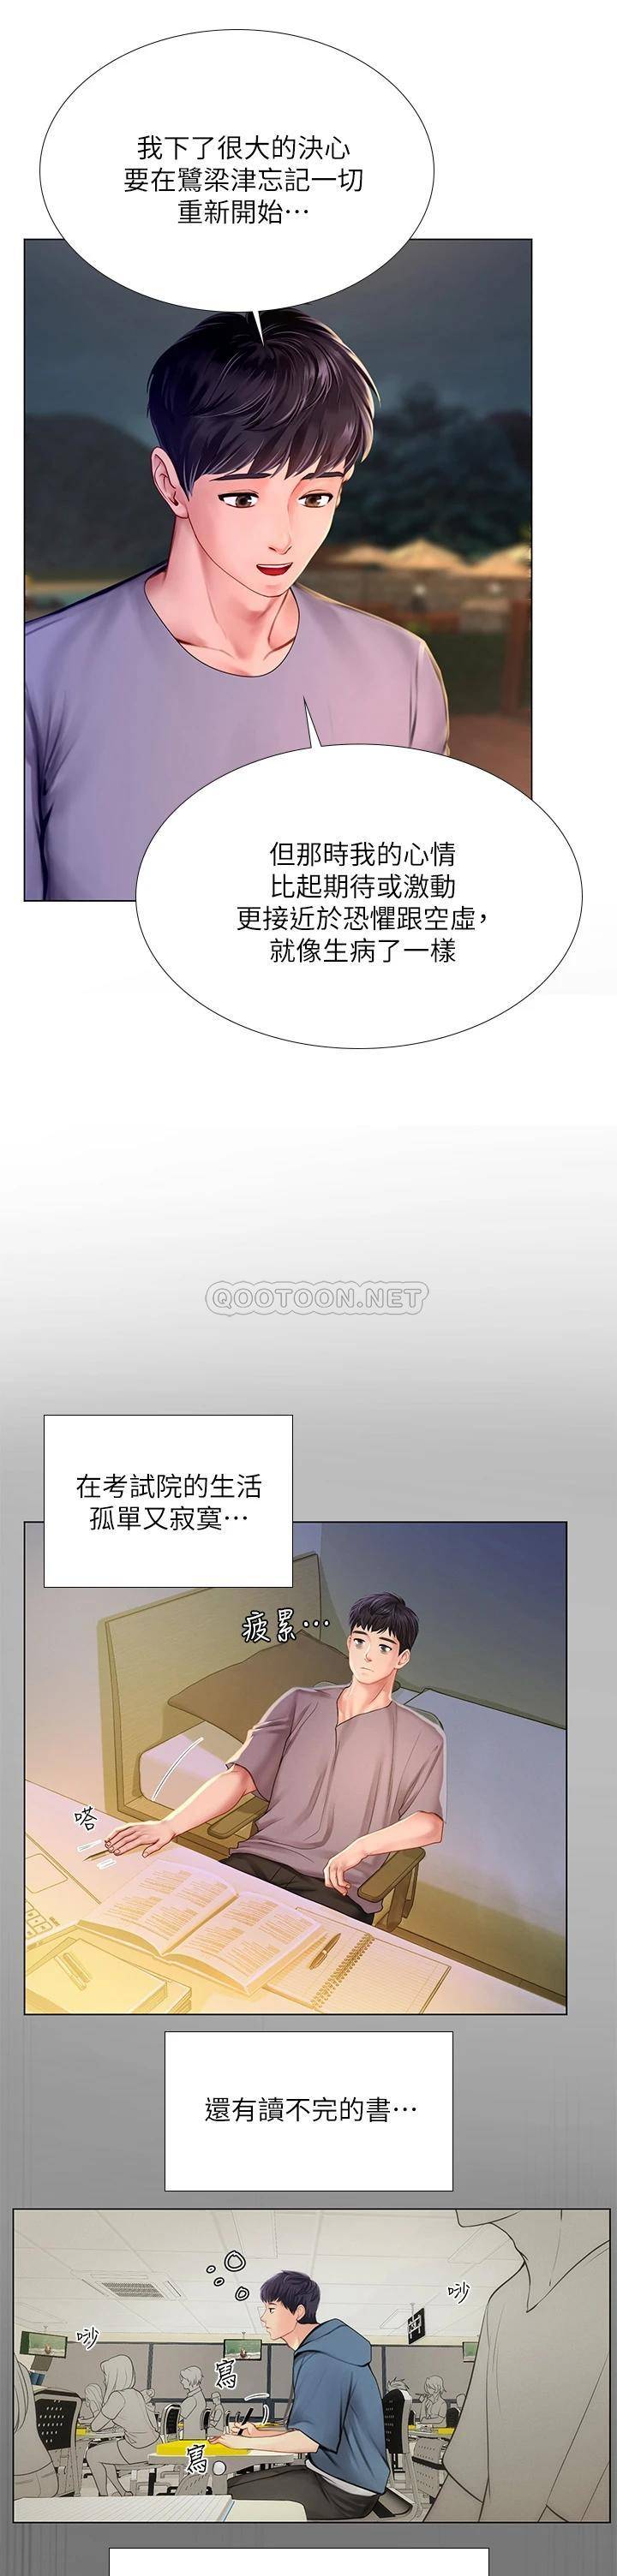 我下了很大的決心
要在鷺梁津忘記一切
重新開始…
但那時我的心情
比起期待或激動
更接近於恐懼跟空虛，
就像生病了一樣
QOOTOON.NET
在考試院的生活
孤單又寂寞…
疲累…
嗒
還有讀不完的書…
唦
唦
寫
寫